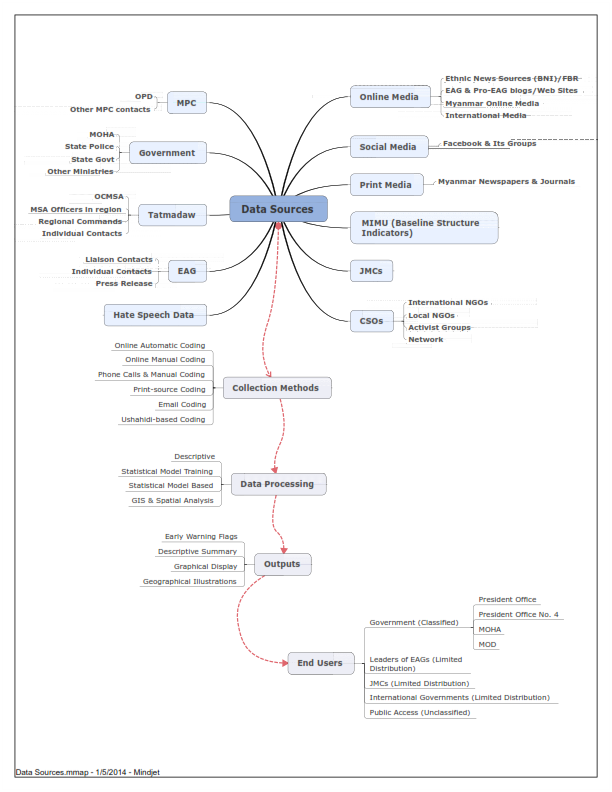 Data Sources
MPC
OPD
Other MPC contacts
Government
MOHA
State Police
State Govt
Other Ministries
Tatmadaw
OCMSA
MSA Officers in region
Regional Commands
Individual Contacts
EAG
Liaison Contacts
Individual Contacts
Press Release
Hate Speech Data
Online Media
Ethnic News Sources (BNI)/FBR
EAG & Pro-EAG blogs/Web Sites
Myanmar Online Media
International Media
Social Media
Facebook & Its Groups
Print Media
Myanmar Newspapers & Journals
MIMU (Baseline Structure
Indicators)
JMCs
CSOs
International NGOs
Local NGOs
Activist Groups
Network
Collection Methods
Online Automatic Coding
Online Manual Coding
Phone Calls & Manual Coding
Print-source Coding
Email Coding
Ushahidi-based Coding
Data Processing
Descriptive
Statistical Model Training
Statistical Model Based
GIS & Spatial Analysis
Outputs
Early Warning Flags
Descriptive Summary
Graphical Display
Geographical Illustrations
End Users
Government (Classified)
President Office
President Office No. 4
MOHA
MOD
Leaders of EAGs (Limited
Distribution)
JMCs (Limited Distribution)
International Governments (Limited Distribution)
Public Access (Unclassified)
Data Sources.mmap - 1/5/2014 - Mindjet